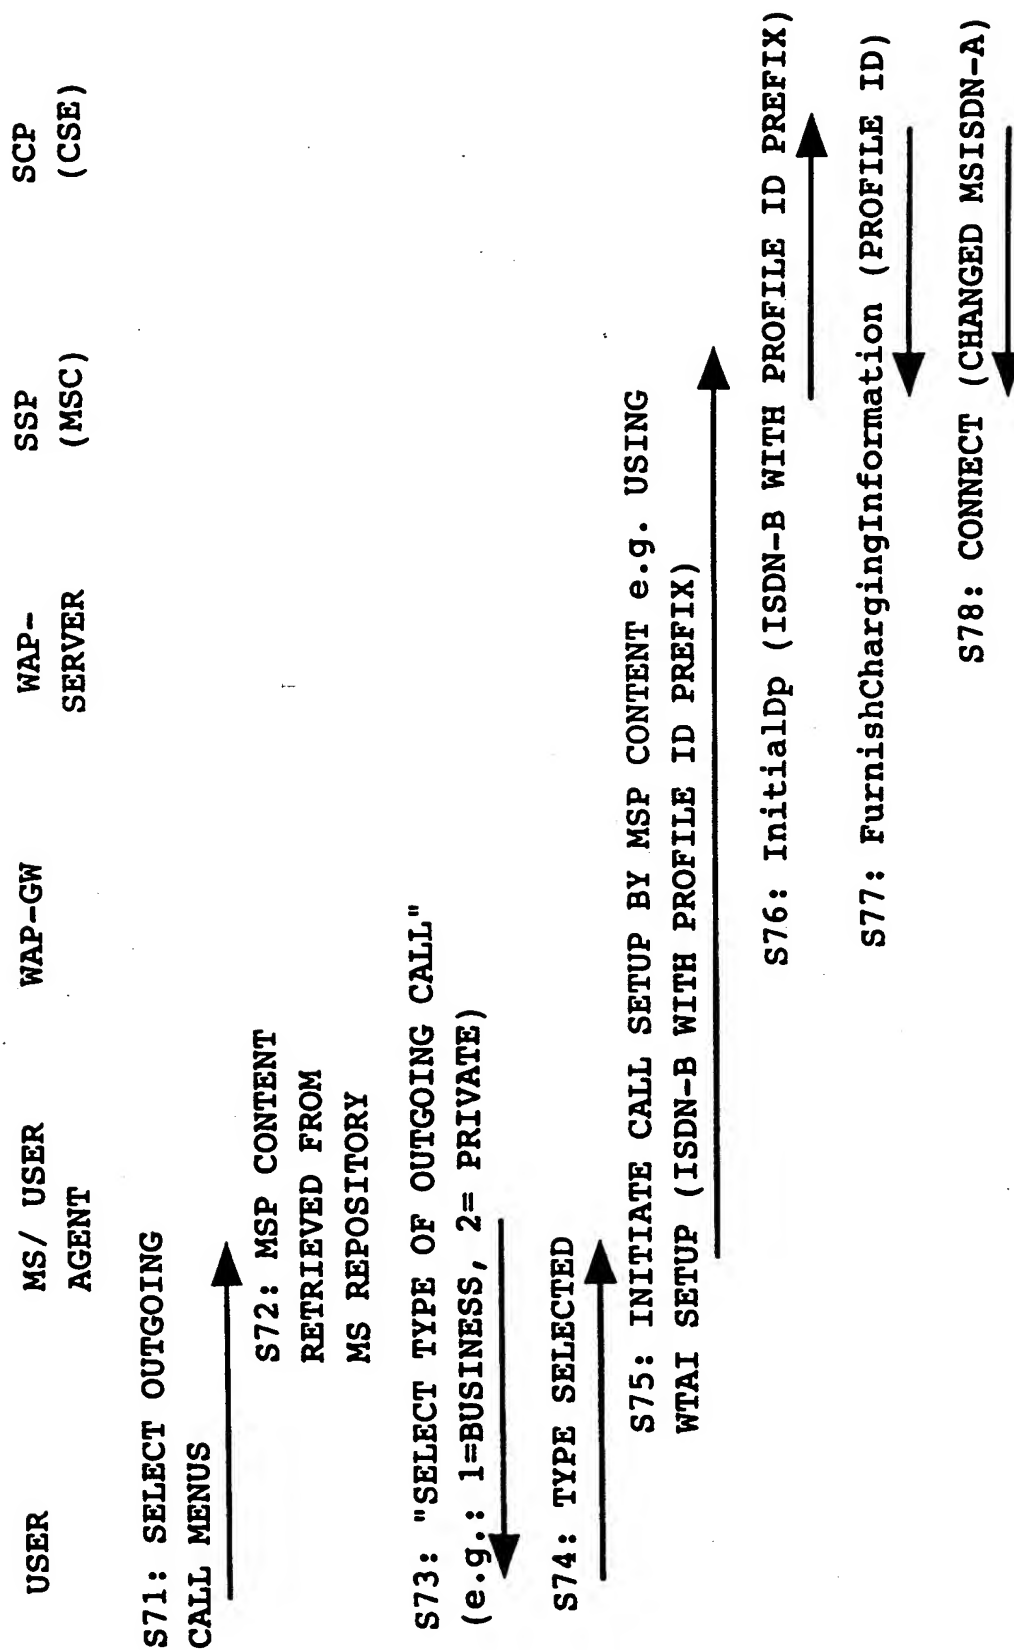 USER
MS/ USER
AGENT
WAP-GW
WAP-
SERVER
SSP
(MSC)
SCP
(CSE)
S71: SELECT OUTGOING
CALL MENUS
S72: MSP CONTENT
RETRIEVED FROM
MS REPOSITORY
S73: "SELECT TYPE OF OUTGOING CALL"
(e.g.: 1=BUSINESS, 2= PRIVATE)
S74: TYPE SELECTED
S75: INITIATE CALL SETUP BY MSP CONTENT e.g. USING
WTAI SETUP (ISDN-B WITH PROFILE ID PREFIX)
S76: InitialDp (ISDN-B WITH PROFILE ID PREFIX)
S77: FurnishChargingInformation (PROFILE ID)
S78: CONNECT (CHANGED MSISDN-A)